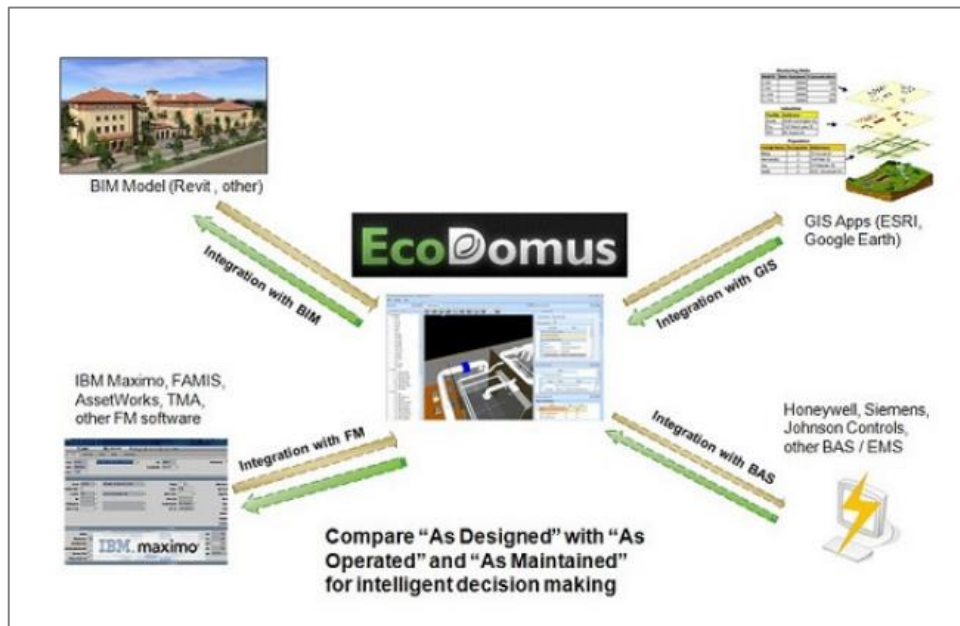 BIM Model (Revit , other)
GIS Apps (ESRI,
Google Earth)
EcoDomus
Integration with BIM
Integration with GIS
IBM Maximo, FAMIS,
AssetWorks, TMA,
other FM software
Integration with FM
Integration with BAS
Honeywell, Siemens,
Johnson Controls,
other BAS / EMS
IBM. maximo
Compare “As Designed” with “As
Operated” and “As Maintained”
for intelligent decision making